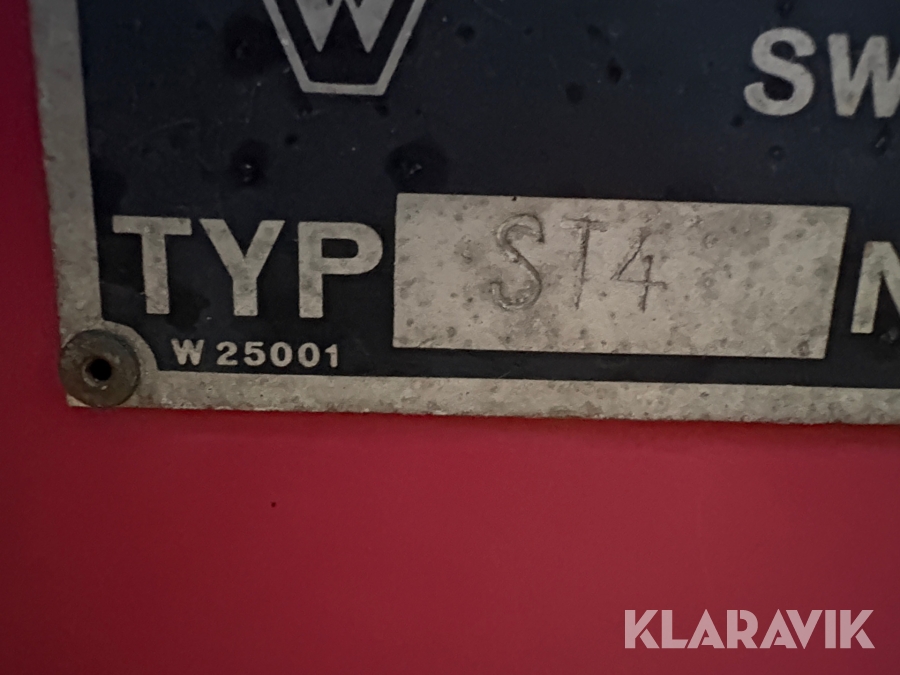 W
SW
TYP ST4 N
W 25001
KLARAVIK